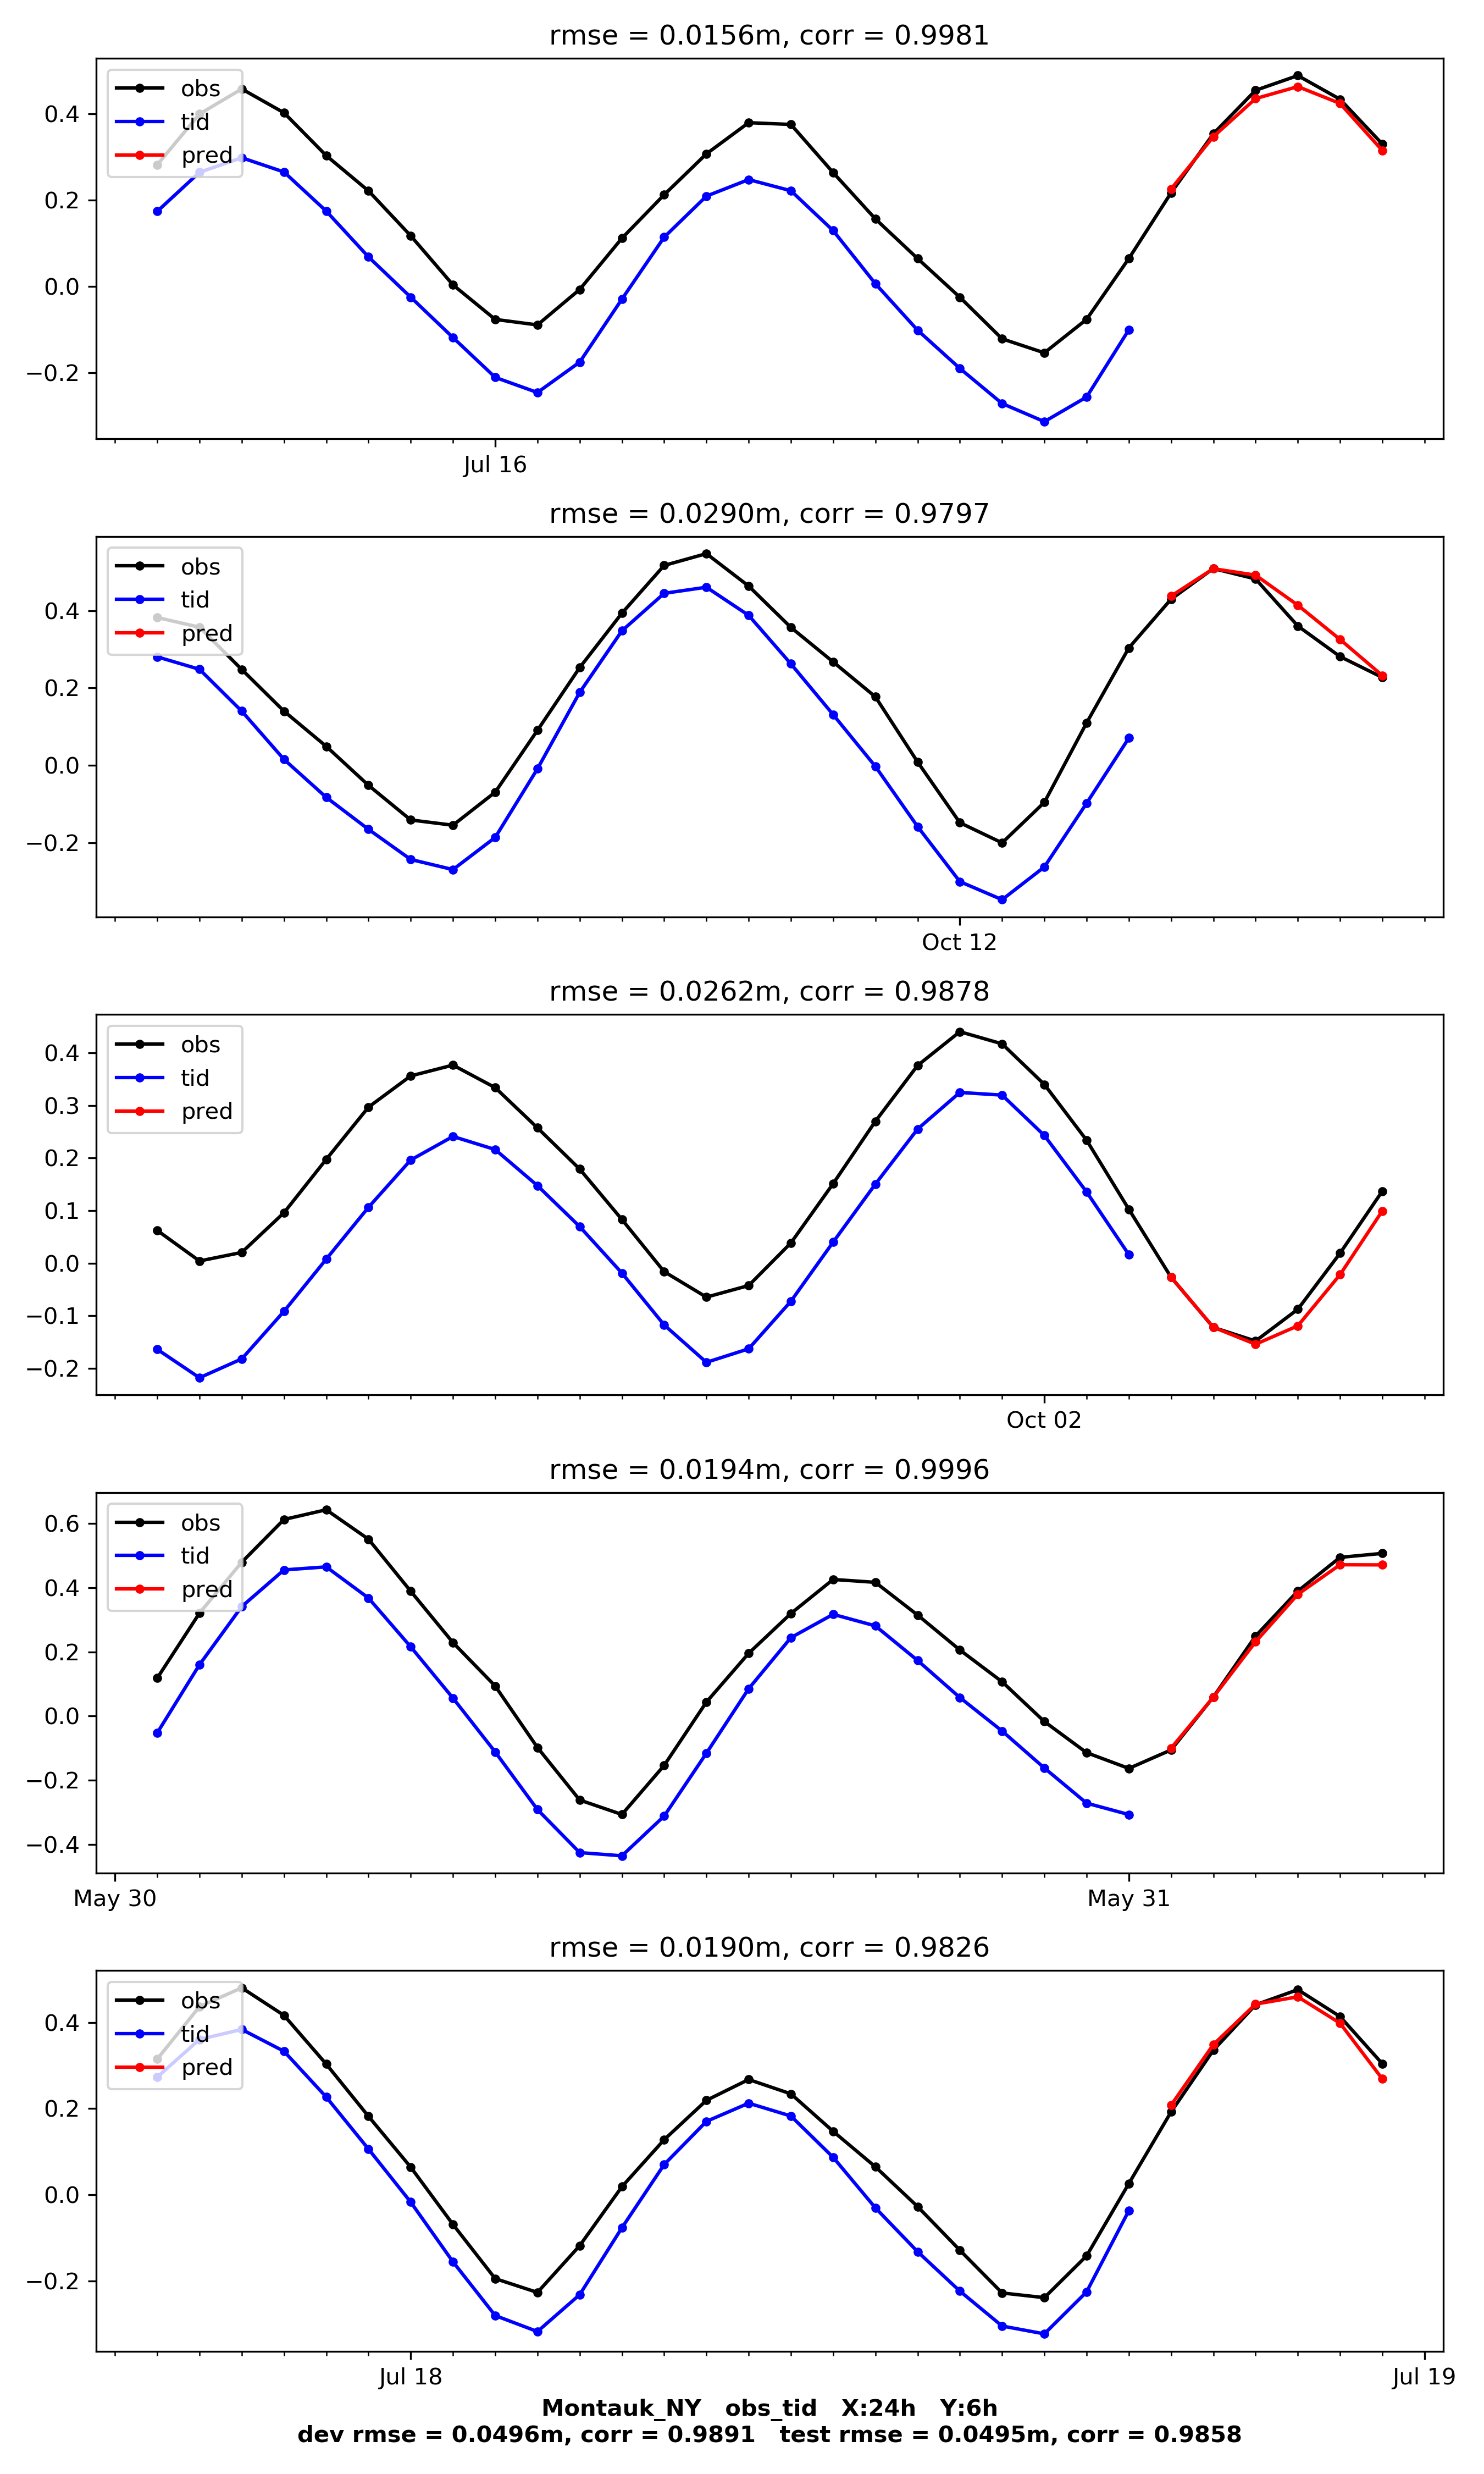 rmse = 0.0156m, corr = 0.9981
obs
tid
pred
0.4
0.2
0.0
−0.2
Jul 16
rmse = 0.0290m, corr = 0.9797
obs
tid
pred
0.4
0.2
0.0
−0.2
Oct 12
rmse = 0.0262m, corr = 0.9878
obs
tid
pred
0.4
0.3
0.2
0.1
0.0
−0.1
−0.2
Oct 02
rmse = 0.0194m, corr = 0.9996
obs
tid
pred
0.6
0.4
0.2
0.0
−0.2
−0.4
May 30 May 31
rmse = 0.0190m, corr = 0.9826
obs
tid
pred
0.4
0.2
0.0
−0.2
Jul 18 Jul 19
Montauk_NY obs_tid X:24h Y:6h
dev rmse = 0.0496m, corr = 0.9891 test rmse = 0.0495m, corr = 0.9858